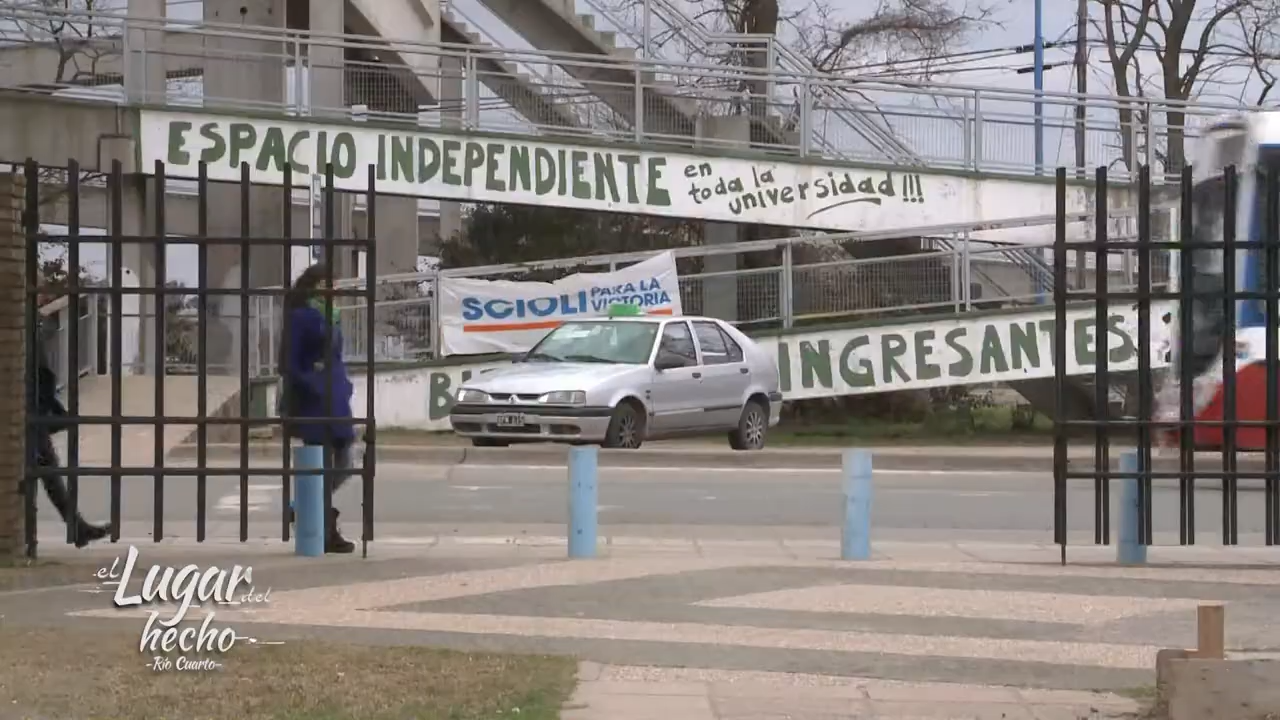 ESPACIO INDEPENDIENTE en toda la universidad!!!
SCIOLI PARA LA VICTORIA
INGRESANTES
el Lugar del hecho
-Río Cuarto-